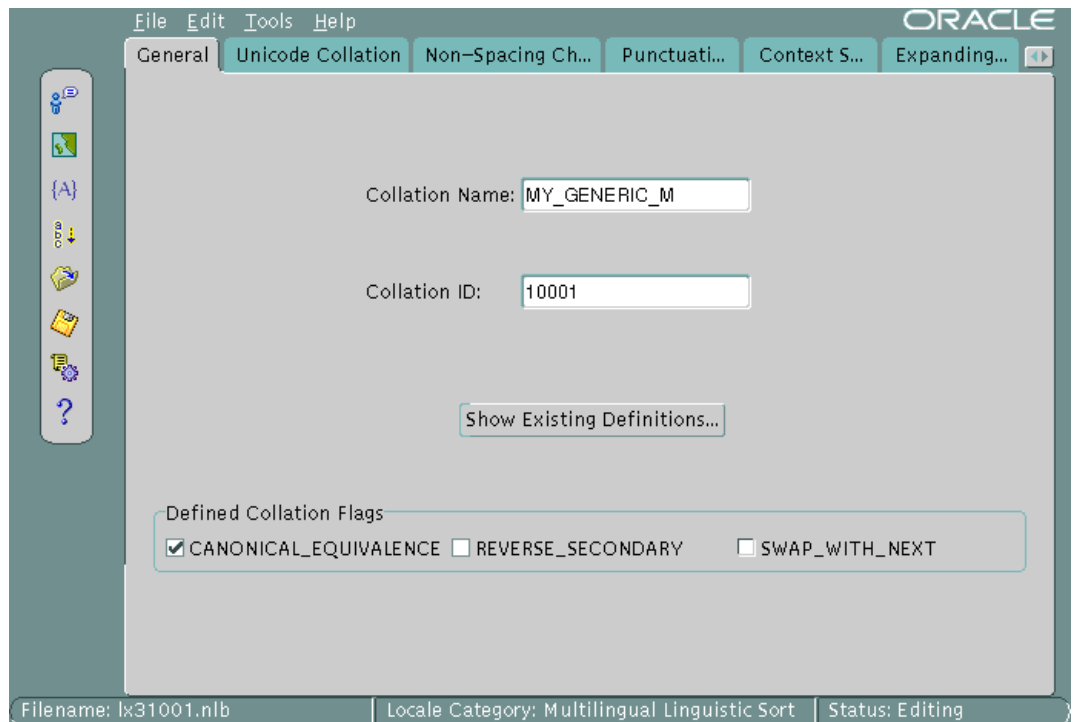 File Edit Tools Help
ORACLE
General Unicode Collation Non-Spacing Ch... Punctuati... Context S... Expanding...
{A}
a
b
c
?
Collation Name: MY_GENERIC_M
Collation ID: 10001
Show Existing Definitions...
Defined Collation Flags
CANONICAL_EQUIVALENCE REVERSE_SECONDARY SWAP_WITH_NEXT
Filename: lx31001.nlb Locale Category: Multilingual Linguistic Sort Status: Editing